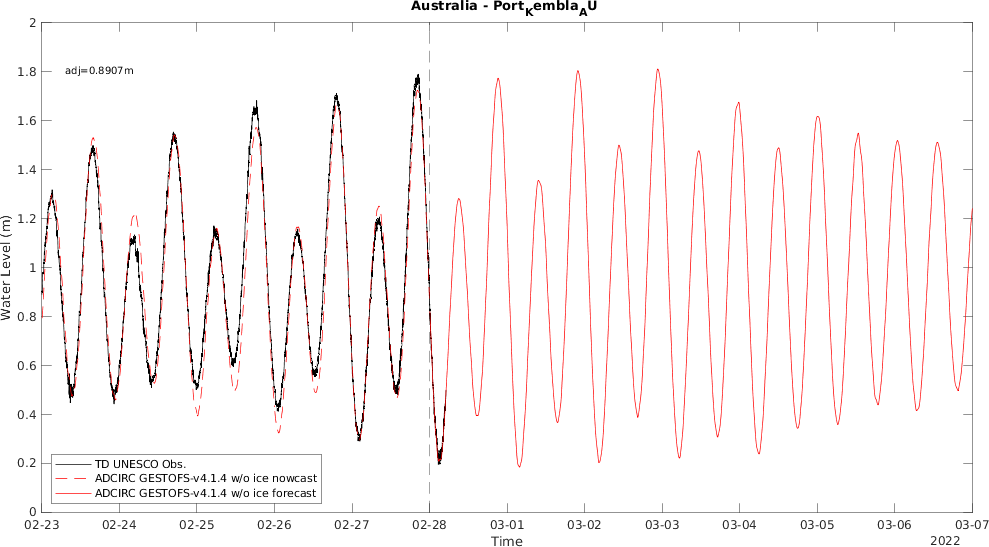 Australia - Port_Kembla_AU
adj=0.8907m
Water Level (m)
2
1.8
1.6
1.4
1.2
1
0.8
0.6
0.4
0.2
0
TD UNESCO Obs.
ADCIRC GESTOFS-v4.1.4 w/o ice nowcast
ADCIRC GESTOFS-v4.1.4 w/o ice forecast
02-23 02-24 02-25 02-26 02-27 02-28 03-01 03-02 03-03 03-04 03-05 03-06 03-07
Time
2022